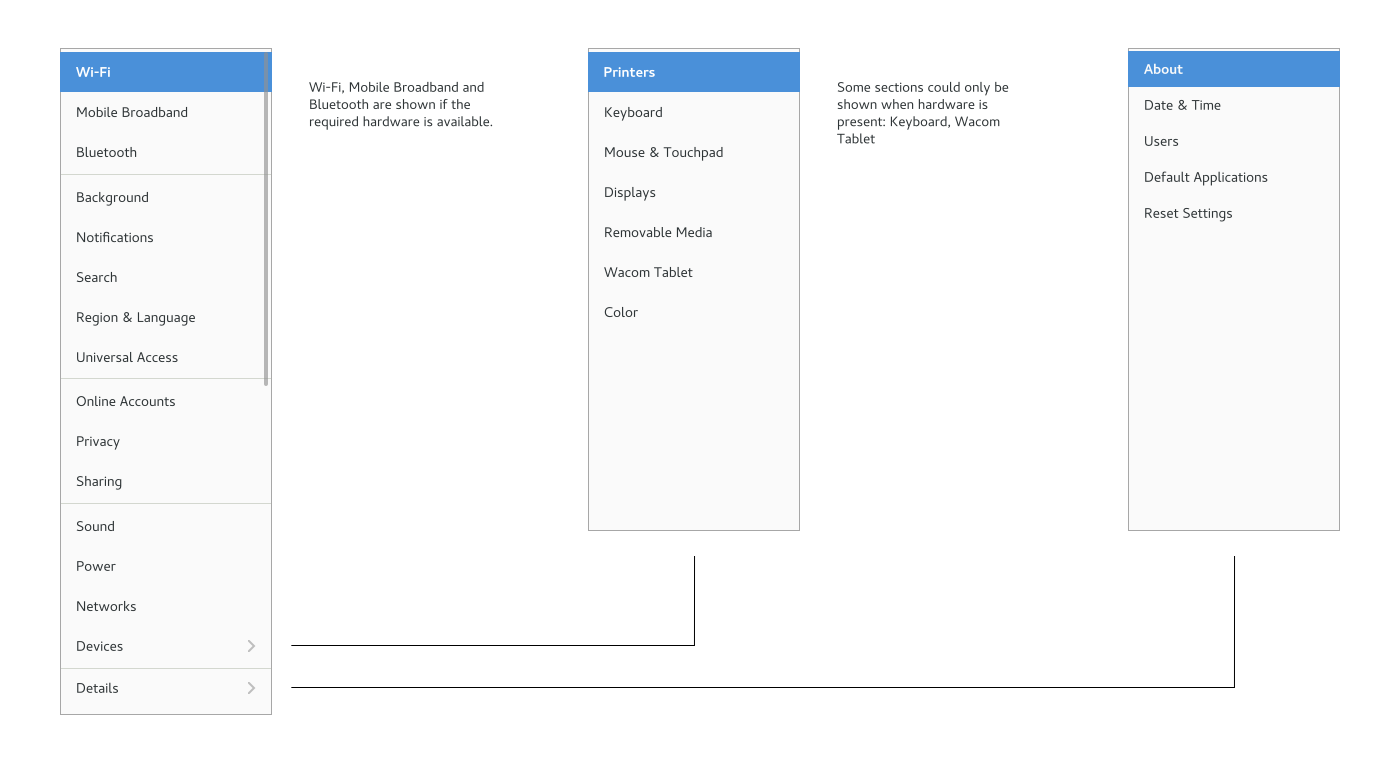 Wi-Fi
Mobile Broadband
Bluetooth
Background
Notifications
Search
Region & Language
Universal Access
Online Accounts
Privacy
Sharing
Sound
Power
Networks
Devices
Details
Wi-Fi, Mobile Broadband and
Bluetooth are shown if the
required hardware is available.
Printers
Keyboard
Mouse & Touchpad
Displays
Removable Media
Wacom Tablet
Color
Some sections could only be
shown when hardware is
present: Keyboard, Wacom
Tablet
About
Date & Time
Users
Default Applications
Reset Settings